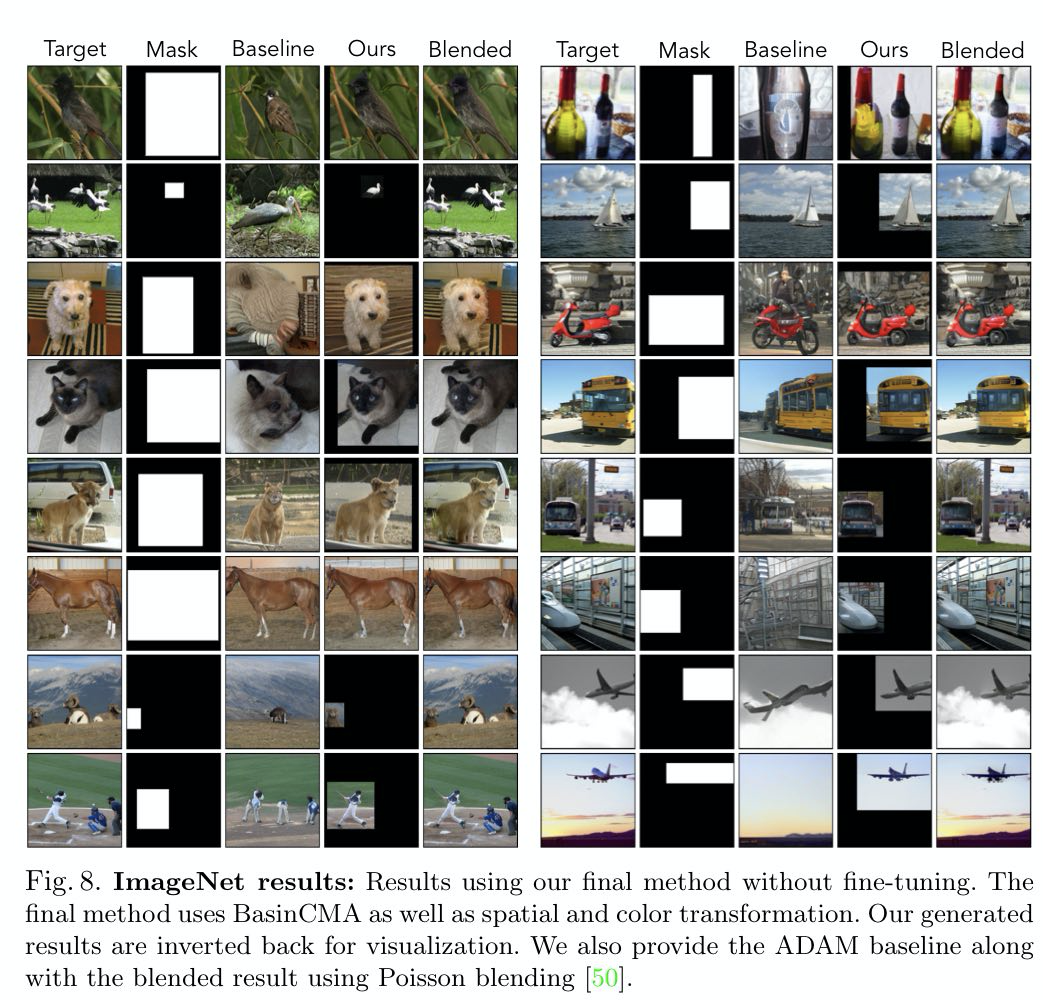 Target Mask Baseline Ours Blended Target Mask Baseline Ours Blended
Fig. 8. ImageNet results: Results using our final method without fine-tuning. The
final method uses BasinCMA as well as spatial and color transformation. Our generated
results are inverted back for visualization. We also provide the ADAM baseline along
with the blended result using Poisson blending [50].